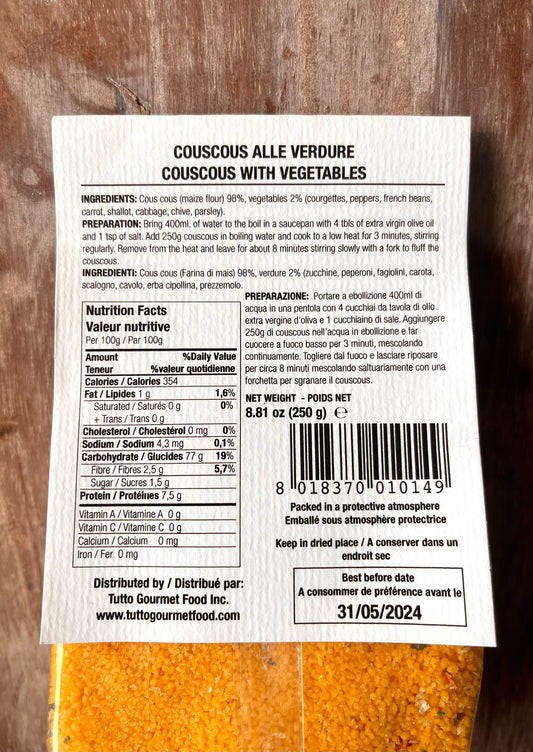 COUSCOUS ALLE VERDURE
COUSCOUS WITH VEGETABLES
INGREDIENTS: Cous cous (maize flour) 98%, vegetables 2% (courgettes, peppers, french beans,
carrot, shallot, cabbage, chive, parsley).
PREPARATION: Bring 400ml. of water to the boil in a saucepan with 4 tbls of extra virgin olive oil
and 1 tsp of salt. Add 250g couscous in boiling water and cook to a low heat for 3 minutes, stirring
regularly. Remove from the heat and leave for about 8 minutes stirring slowly with a fork to fluff the
couscous.
INGREDIENTI: Cous cous (Farina di mais) 98%, verdure 2% (zucchine, peperoni, fagiolini, carota,
scalogno, cavolo, erba cipollina, prezzemolo.
Nutrition Facts
Valeur nutritive
Per 100g / Par 100g
Amount %Daily Value
Teneur %valeur quotidienne
Calories / Calories 354
Fat / Lipides 1 g 1,6%
Saturated / Saturés 0 g 0%
+ Trans / Trans 0 g
Cholesterol / Cholestérol 0 mg 0%
Sodium / Sodium 4,3 mg 0,1%
Carbohydrate / Glucides 77 g 19%
Fibre / Fibres 2,5 g 5,7%
Sugar / Sucres 1,5 g
Protein / Protéines 7,5 g
Vitamin A / Vitamine A 0 g
Vitamin C / Vitamine C 0 g
Calcium / Calcium 0 mg
Iron / Fer 0 mg
PREPARAZIONE: Portare a ebollizione 400ml di
acqua in una pentola con 4 cucchiai da tavola di olio
extra vergine d'oliva e 1 cucchiaino di sale. Aggiungere
250g di couscous nell'acqua in ebollizione e far
cuocere a fuoco basso per 3 minuti, mescolando
continuamente. Togliere dal fuoco e lasciare riposare
per circa 8 minuti mescolando saltuariamente con una
forchetta per sgranare il couscous.
NET WEIGHT - POIDS NET
8.81 oz (250 g) ℮
8 018370 010149
Packed in a protective atmosphere
Emballé sous atmosphère protectrice
Keep in dried place / A conserver dans un
endroit sec
Distributed by / Distribué par:
Tutto Gourmet Food Inc.
www.tuttogourmetfood.com
Best before date
A consommer de préférence avant le
31/05/2024